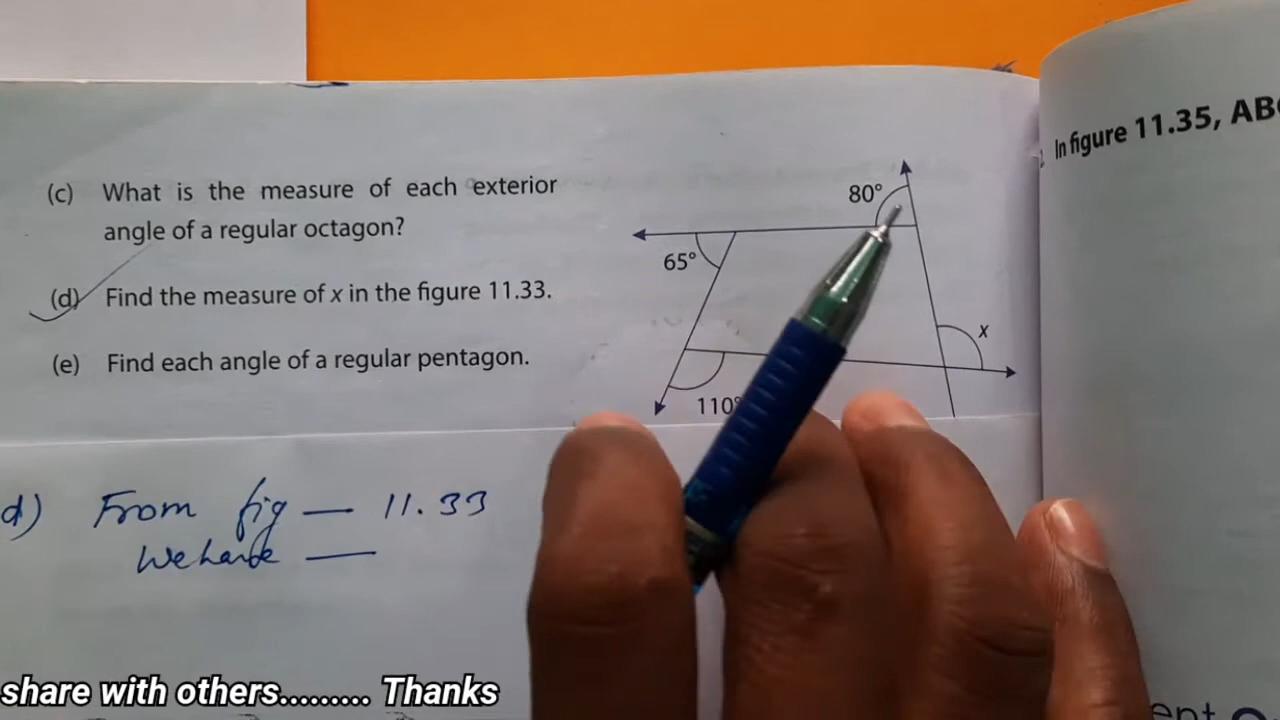 (c) What is the measure of each exterior
angle of a regular octagon?
(d) Find the measure of x in the figure 11.33.
(e) Find each angle of a regular pentagon.
80°
65°
x
110°
In figure 11.35,
d) From fig — 11.33
We have —
share with others......... Thanks